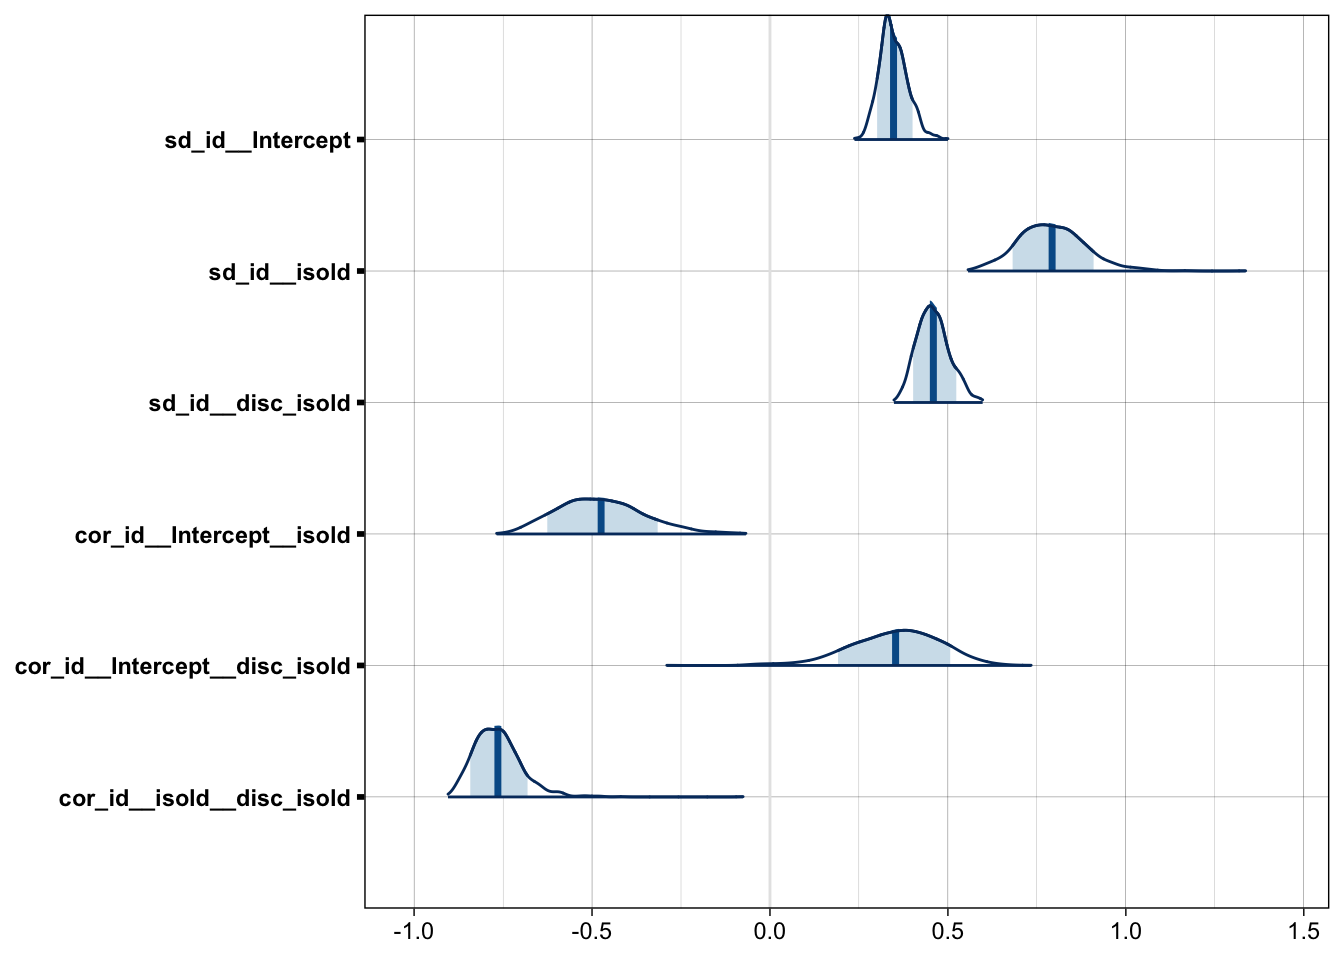 sd_id__Intercept
sd_id__isold
sd_id__disc_isold
cor_id__Intercept__isold
cor_id__Intercept__disc_isold
cor_id__isold__disc_isold
-1.0 -0.5 0.0 0.5 1.0 1.5